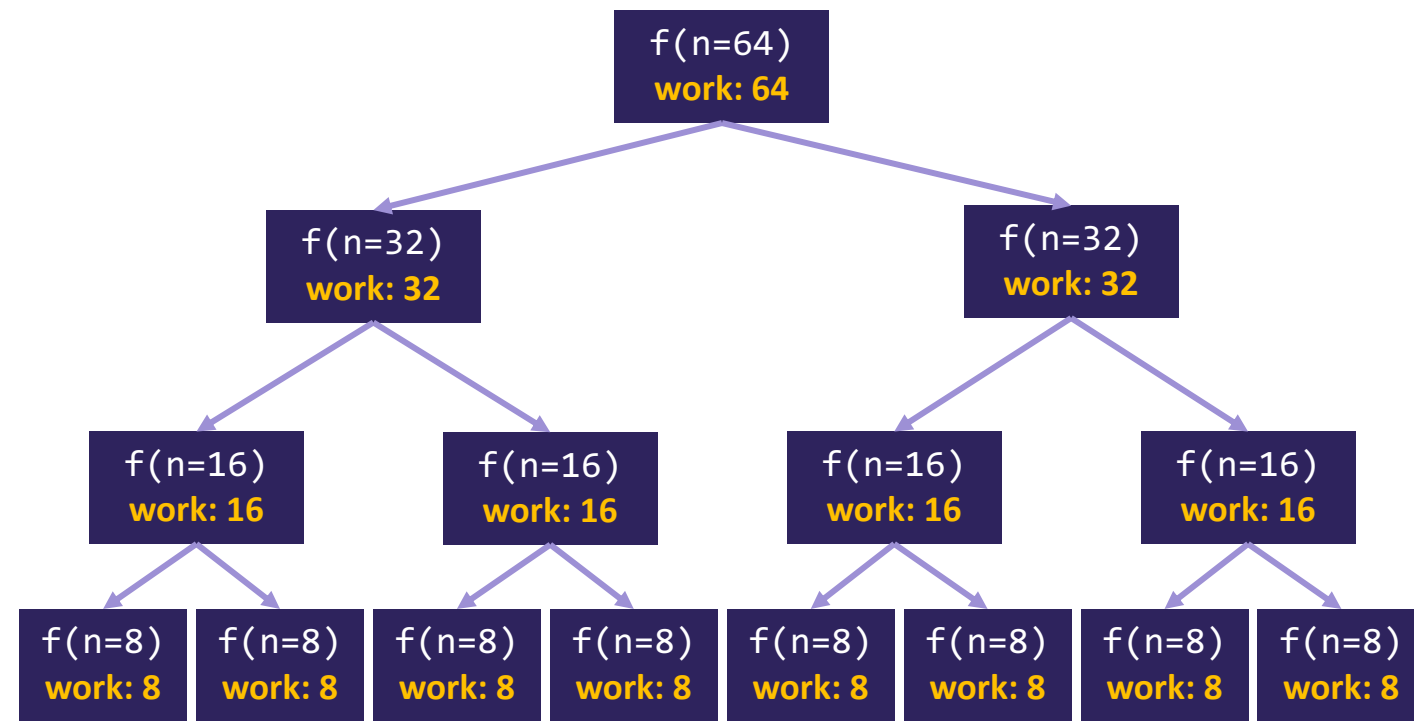 f(n=64)
work: 64
f(n=32)
work: 32
f(n=32)
work: 32
f(n=16)
work: 16
f(n=16)
work: 16
f(n=16)
work: 16
f(n=16)
work: 16
f(n=8)
work: 8
f(n=8)
work: 8
f(n=8)
work: 8
f(n=8)
work: 8
f(n=8)
work: 8
f(n=8)
work: 8
f(n=8)
work: 8
f(n=8)
work: 8